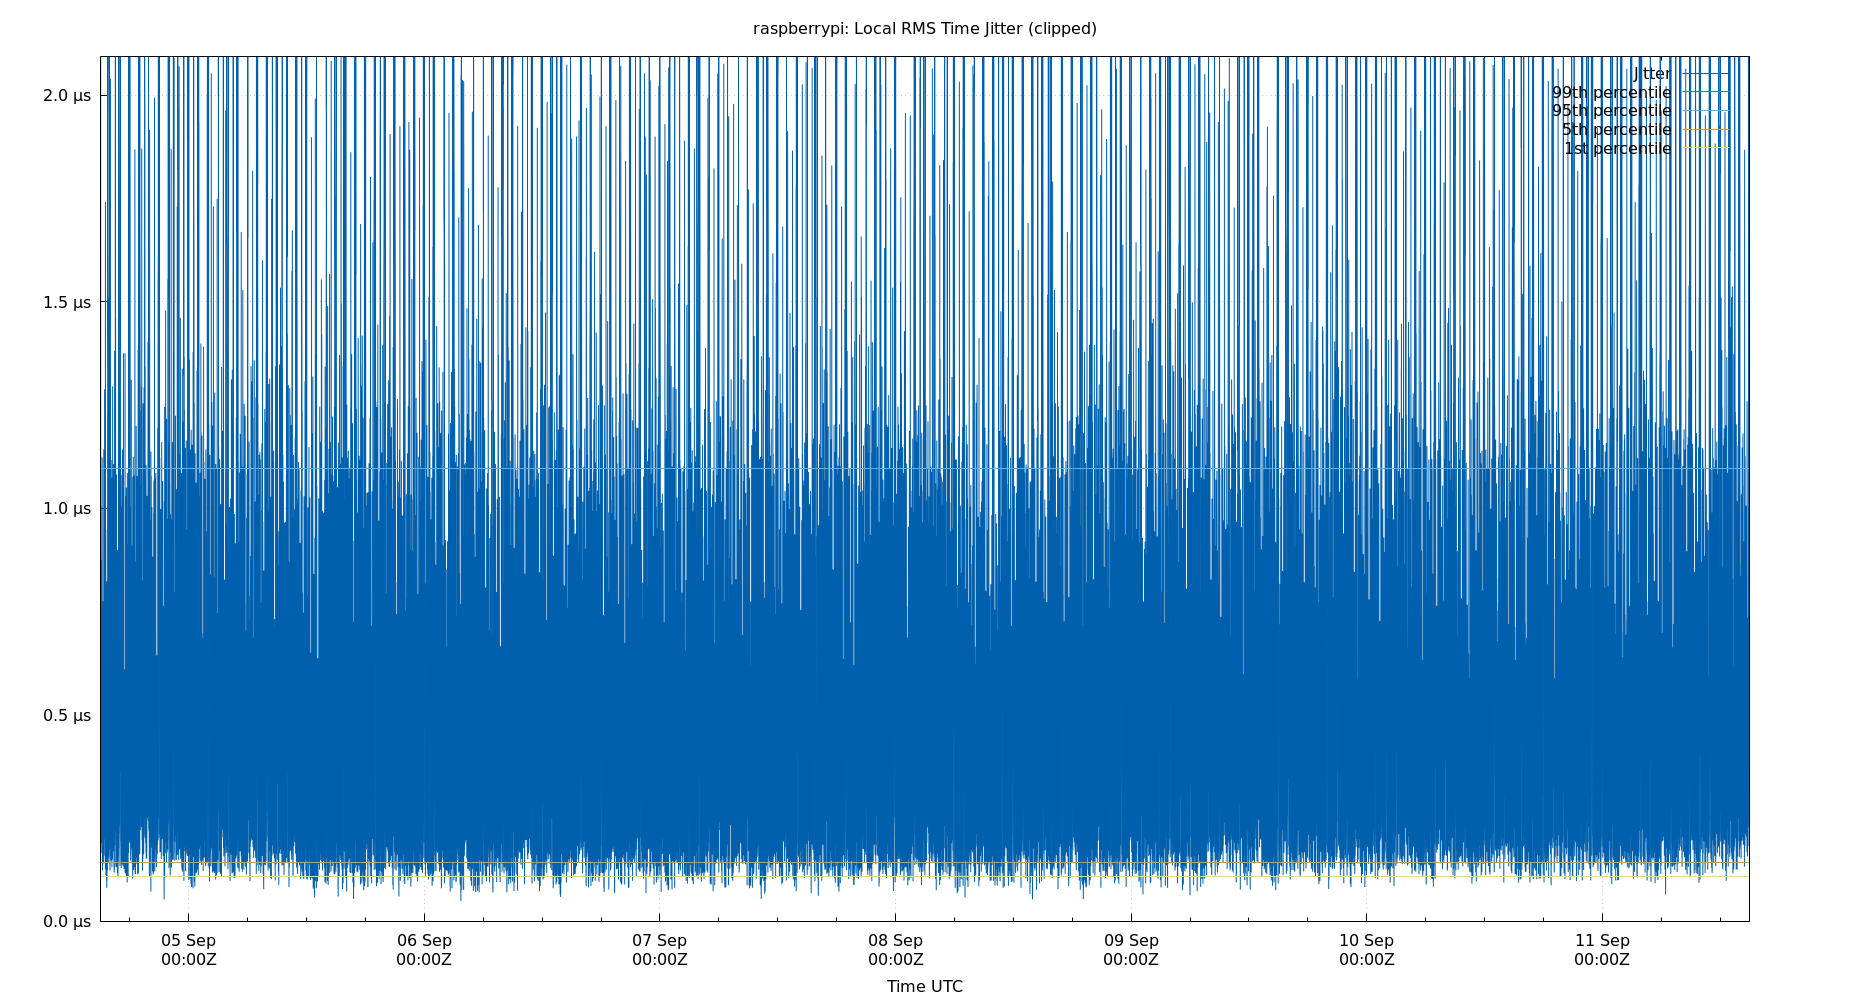 raspberrypi: Local RMS Time Jitter (clipped)
Jitter
99th percentile
95th percentile
5th percentile
1st percentile
2.0 µs
1.5 µs
1.0 µs
0.5 µs
0.0 µs
05 Sep 06 Sep 07 Sep 08 Sep 09 Sep 10 Sep 11 Sep
00:00Z 00:00Z 00:00Z 00:00Z 00:00Z 00:00Z 00:00Z
Time UTC